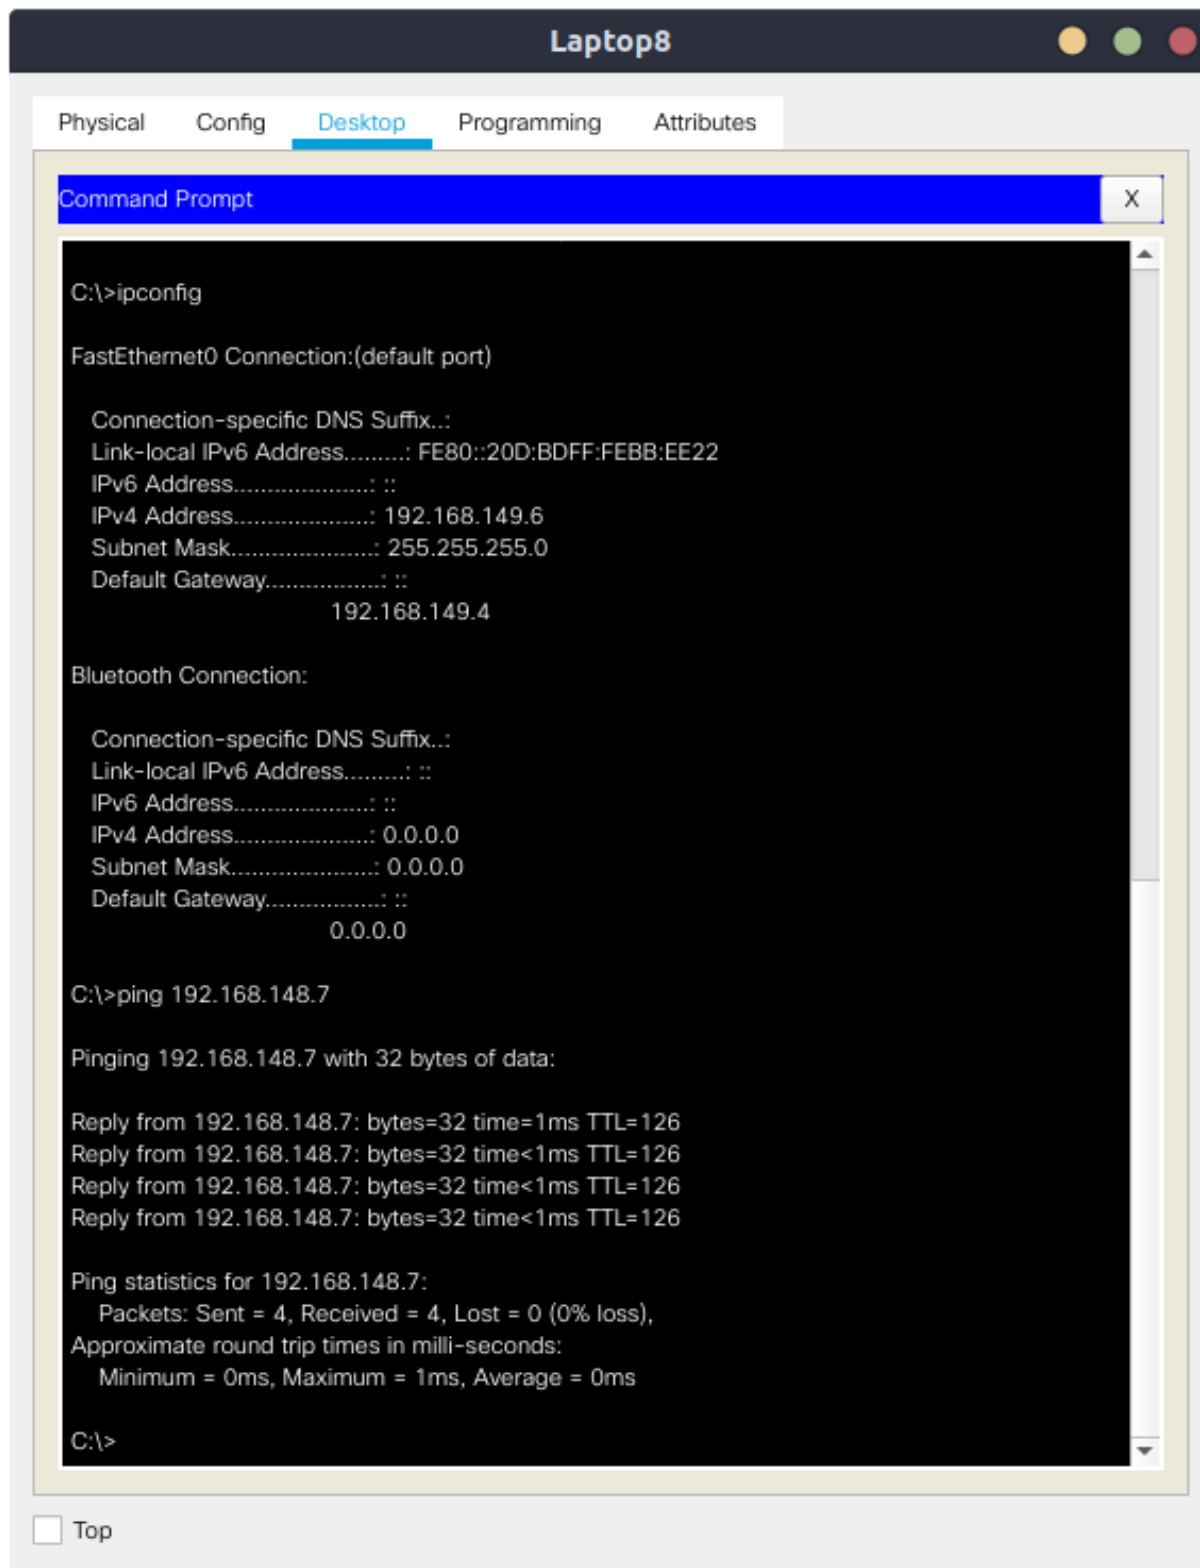 Laptop8
Physical Config Desktop Programming Attributes
Command Prompt X
C:\>ipconfig
FastEthernet0 Connection:(default port)
Connection-specific DNS Suffix..:
Link-local IPv6 Address.........: FE80::20D:BDFF:FEBB:EE22
IPv6 Address....................: ::
IPv4 Address....................: 192.168.149.6
Subnet Mask.....................: 255.255.255.0
Default Gateway.................: ::
192.168.149.4
Bluetooth Connection:
Connection-specific DNS Suffix..:
Link-local IPv6 Address.........: ::
IPv6 Address....................: ::
IPv4 Address....................: 0.0.0.0
Subnet Mask.....................: 0.0.0.0
Default Gateway.................: ::
0.0.0.0
C:\>ping 192.168.148.7
Pinging 192.168.148.7 with 32 bytes of data:
Reply from 192.168.148.7: bytes=32 time=1ms TTL=126
Reply from 192.168.148.7: bytes=32 time<1ms TTL=126
Reply from 192.168.148.7: bytes=32 time<1ms TTL=126
Reply from 192.168.148.7: bytes=32 time<1ms TTL=126
Ping statistics for 192.168.148.7:
Packets: Sent = 4, Received = 4, Lost = 0 (0% loss),
Approximate round trip times in milli-seconds:
Minimum = 0ms, Maximum = 1ms, Average = 0ms
C:\>
Top